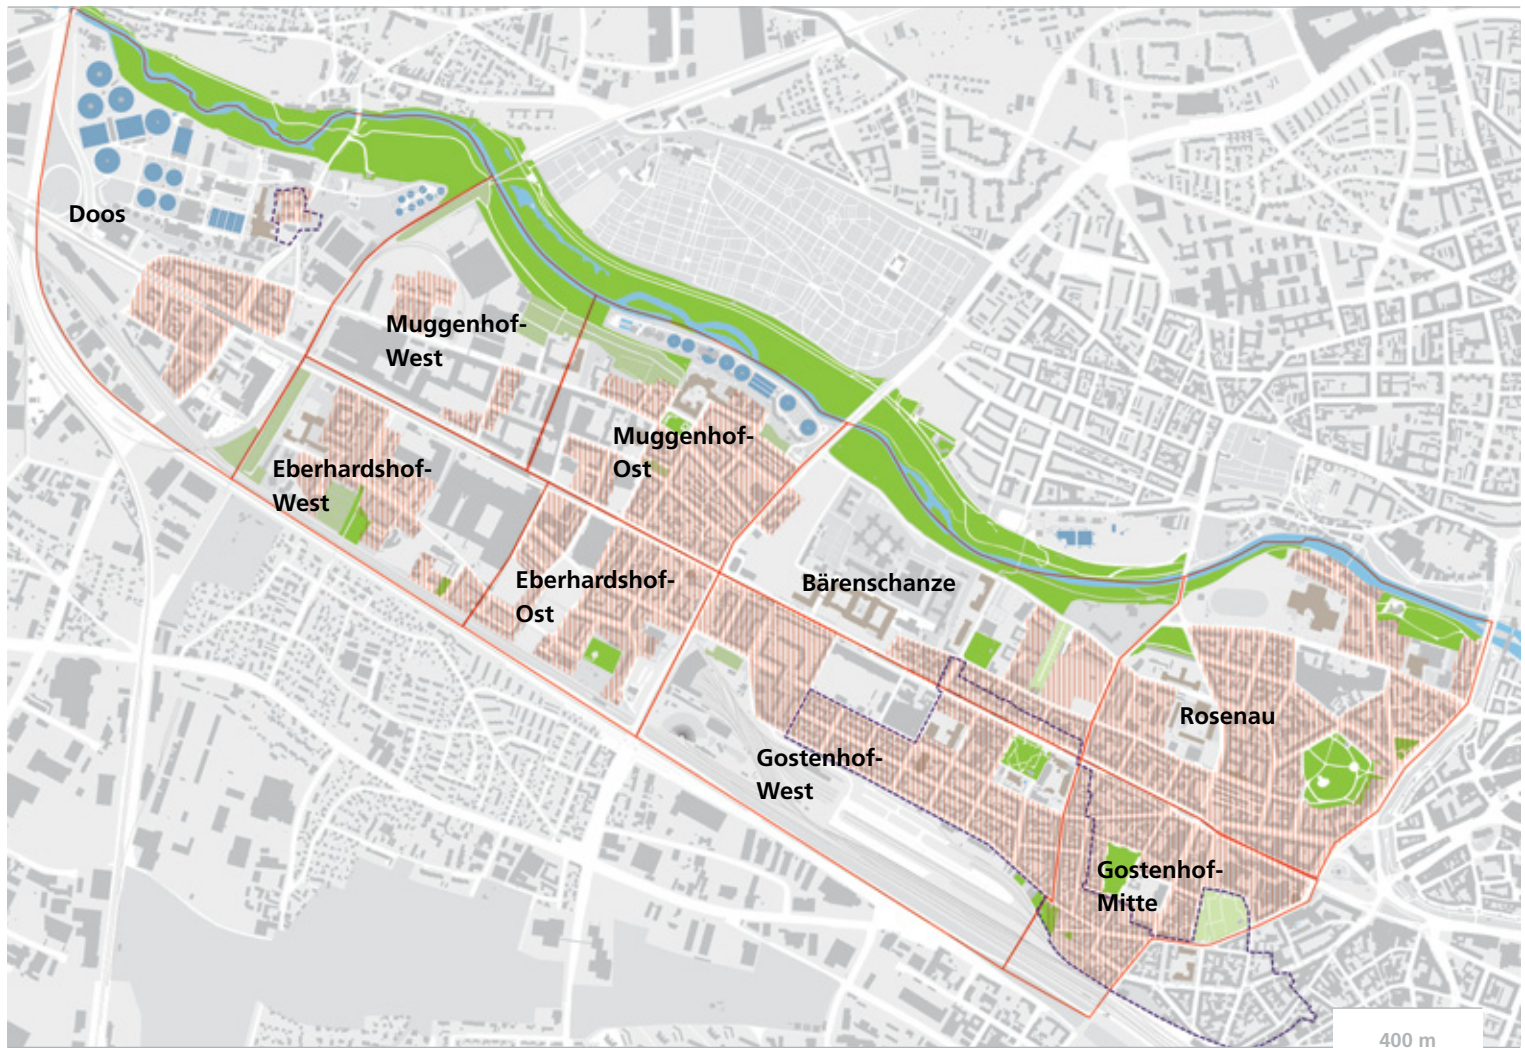 Doos
Muggenhof-
West
Muggenhof-
Ost
Eberhardshof-
West
Eberhardshof-
Ost
Bärenschanze
Rosenau
Gostenhof-
West
Gostenhof-
Mitte
400 m